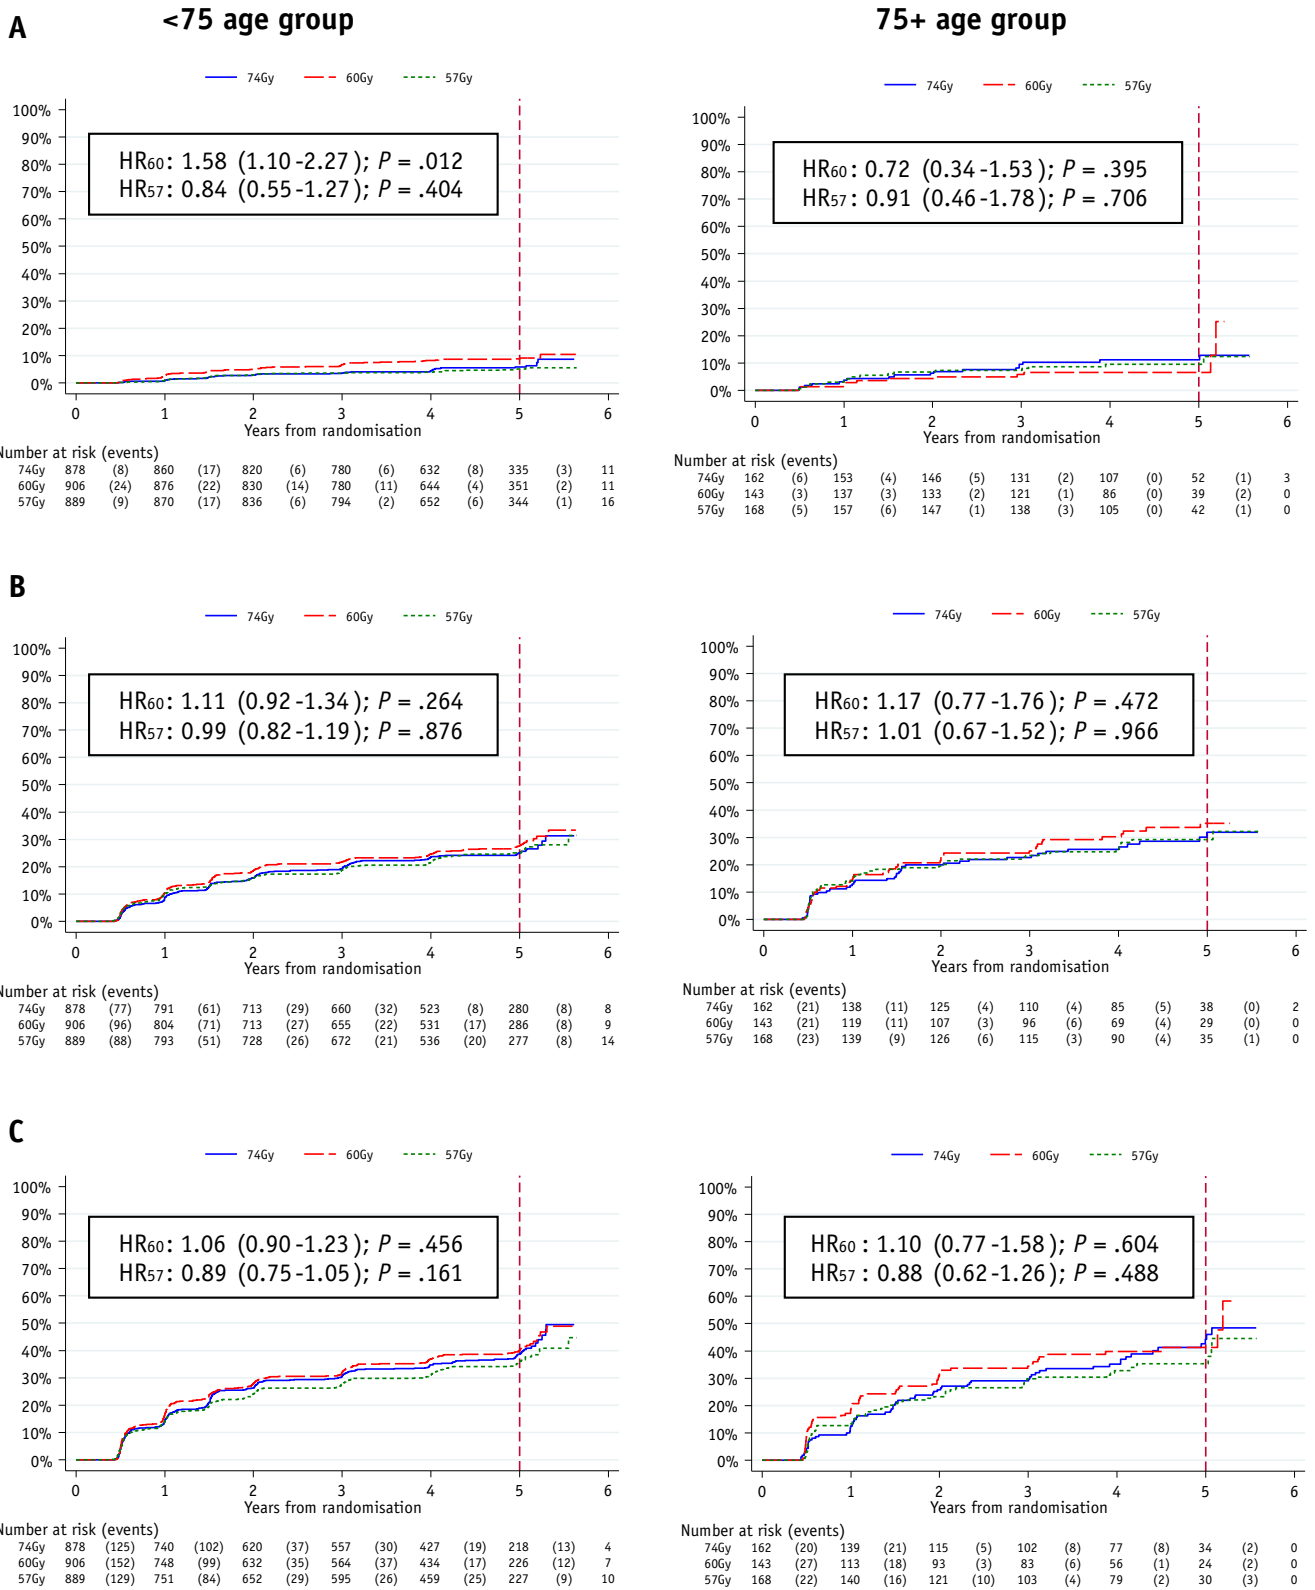 A
<75 age group
75+ age group
74Gy 60Gy 57Gy
100%
90%
80%
70%
60%
50%
40%
30%
20%
10%
0%
HR60: 1.58 (1.10-2.27); P = .012
HR57: 0.84 (0.55-1.27); P = .404
0 1 2 3 4 5 6
Years from randomisation
Number at risk (events)
74Gy 878 (8) 860 (17) 820 (6) 780 (6) 632 (8) 335 (3) 11
60Gy 906 (24) 876 (22) 830 (14) 780 (11) 644 (4) 351 (2) 11
57Gy 889 (9) 870 (17) 836 (6) 794 (2) 652 (6) 344 (1) 16
74Gy 60Gy 57Gy
100%
90%
80%
70%
60%
50%
40%
30%
20%
10%
0%
HR60: 0.72 (0.34-1.53); P = .395
HR57: 0.91 (0.46-1.78); P = .706
0 1 2 3 4 5 6
Years from randomisation
Number at risk (events)
74Gy 162 (6) 153 (4) 146 (5) 131 (2) 107 (0) 52 (1) 3
60Gy 143 (3) 137 (3) 133 (2) 121 (1) 86 (0) 39 (2) 0
57Gy 168 (5) 157 (6) 147 (1) 138 (3) 105 (0) 42 (1) 0
B
74Gy 60Gy 57Gy
100%
90%
80%
70%
60%
50%
40%
30%
20%
10%
0%
HR60: 1.11 (0.92-1.34); P = .264
HR57: 0.99 (0.82-1.19); P = .876
0 1 2 3 4 5 6
Years from randomisation
Number at risk (events)
74Gy 878 (77) 791 (61) 713 (29) 660 (32) 523 (8) 280 (8) 8
60Gy 906 (96) 804 (71) 713 (27) 655 (22) 531 (17) 286 (8) 9
57Gy 889 (88) 793 (51) 728 (26) 672 (21) 536 (20) 277 (8) 14
74Gy 60Gy 57Gy
100%
90%
80%
70%
60%
50%
40%
30%
20%
10%
0%
HR60: 1.17 (0.77-1.76); P = .472
HR57: 1.01 (0.67-1.52); P = .966
0 1 2 3 4 5 6
Years from randomisation
Number at risk (events)
74Gy 162 (21) 138 (11) 125 (4) 110 (4) 85 (5) 38 (0) 2
60Gy 143 (21) 119 (11) 107 (3) 96 (6) 69 (4) 29 (0) 0
57Gy 168 (23) 139 (9) 126 (6) 115 (3) 90 (4) 35 (1) 0
C
74Gy 60Gy 57Gy
100%
90%
80%
70%
60%
50%
40%
30%
20%
10%
0%
HR60: 1.06 (0.90-1.23); P = .456
HR57: 0.89 (0.75-1.05); P = .161
0 1 2 3 4 5 6
Years from randomisation
Number at risk (events)
74Gy 878 (125) 740 (102) 620 (37) 557 (30) 427 (19) 218 (13) 4
60Gy 906 (152) 748 (99) 632 (35) 564 (37) 434 (17) 226 (12) 7
57Gy 889 (129) 751 (84) 652 (29) 595 (26) 459 (25) 227 (9) 10
74Gy 60Gy 57Gy
100%
90%
80%
70%
60%
50%
40%
30%
20%
10%
0%
HR60: 1.10 (0.77-1.58); P = .604
HR57: 0.88 (0.62-1.26); P = .488
0 1 2 3 4 5 6
Years from randomisation
Number at risk (events)
74Gy 162 (20) 139 (21) 115 (5) 102 (8) 77 (8) 34 (2) 0
60Gy 143 (27) 113 (18) 93 (3) 83 (6) 56 (1) 24 (2) 0
57Gy 168 (22) 140 (16) 121 (10) 103 (4) 79 (2) 30 (3) 0